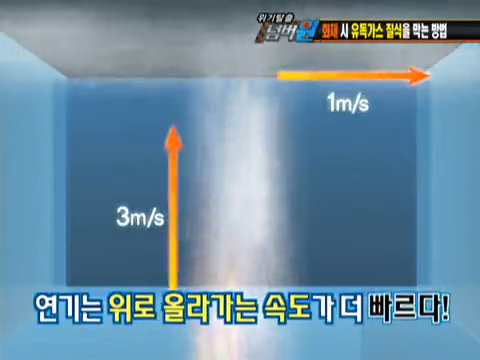 위기탈출
넘버원
화재 시 유독가스 질식을 막는 방법
1m/s
3m/s
연기는 위로 올라가는 속도가 더 빠르다!